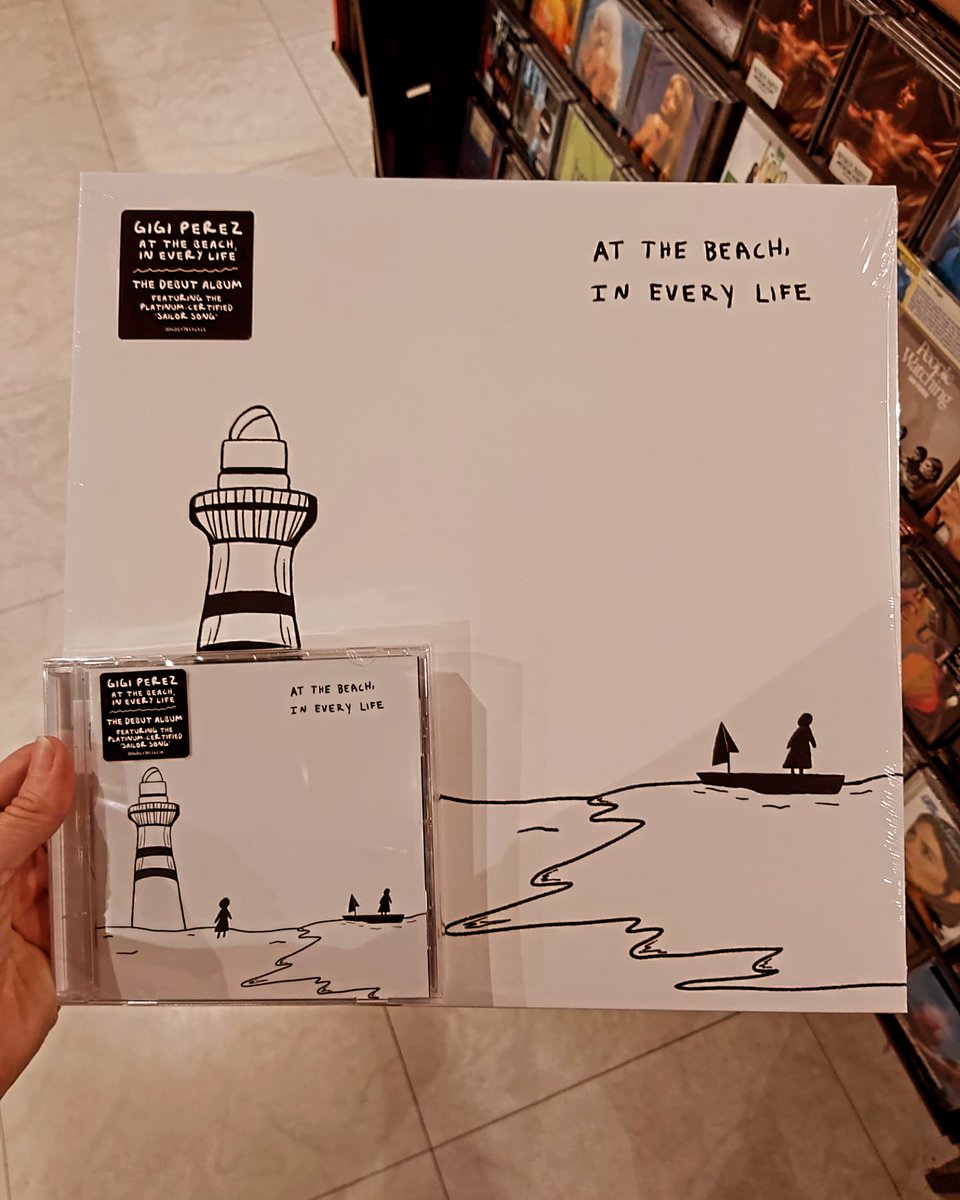 GIGI PEREZ
AT THE BEACH,
IN EVERY LIFE
THE DEBUT ALBUM
FEATURING THE
PLATINUM-CERTIFIED
'SAILOR SONG'
AT THE BEACH,
IN EVERY LIFE
GIGI PEREZ
AT THE BEACH,
IN EVERY LIFE
THE DEBUT ALBUM
FEATURING THE
PLATINUM-CERTIFIED
'SAILOR SONG'
AT THE BEACH,
IN EVERY LIFE
People
Watching